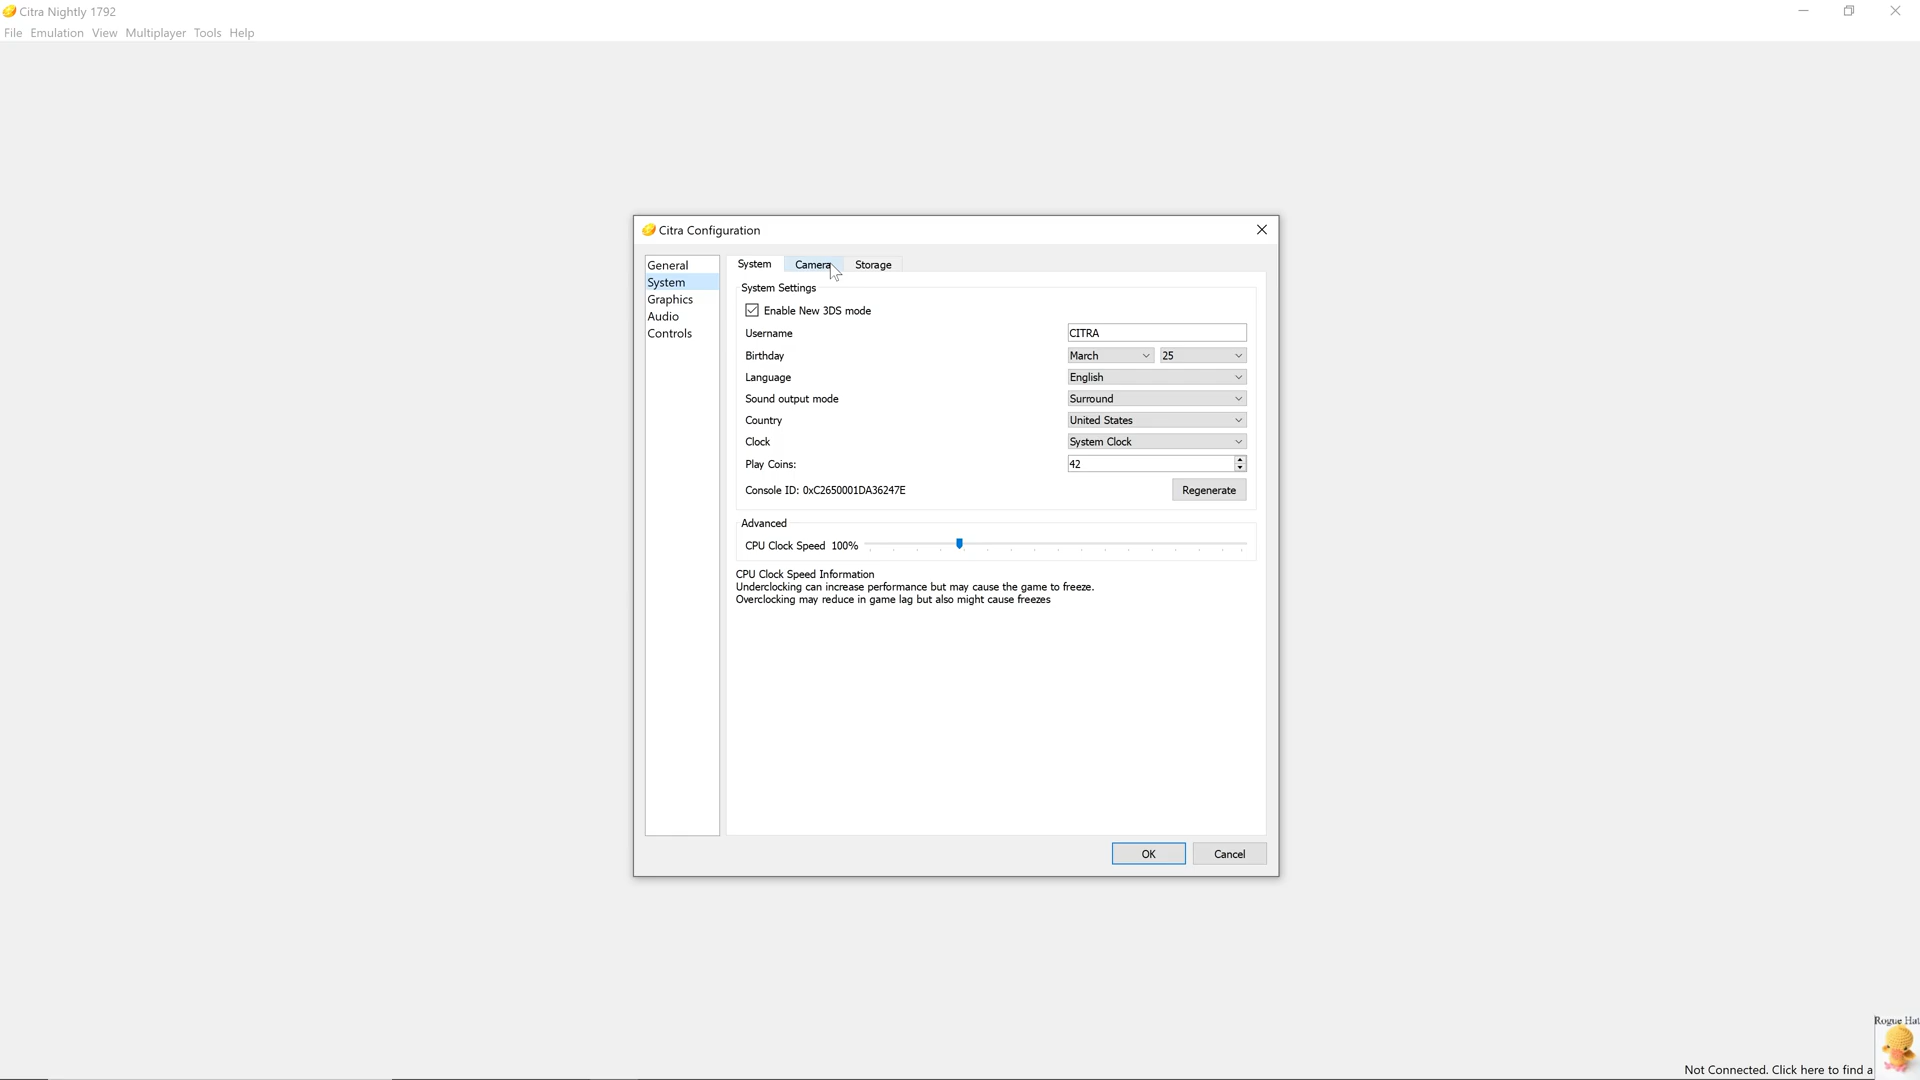 Citra Nightly 1792
File Emulation View Multiplayer Tools Help
Citra Configuration
General
System
Graphics
Audio
Controls
System Camera Storage
System Settings
Enable New 3DS mode
Username CITRA
Birthday March 25
Language English
Sound output mode Surround
Country United States
Clock System Clock
Play Coins: 42
Console ID: 0xC2650001DA36247E Regenerate
Advanced
CPU Clock Speed 100%
CPU Clock Speed Information
Underclocking can increase performance but may cause the game to freeze.
Overclocking may reduce in game lag but also might cause freezes
OK Cancel
Rogue Hat
Not Connected. Click here to find a